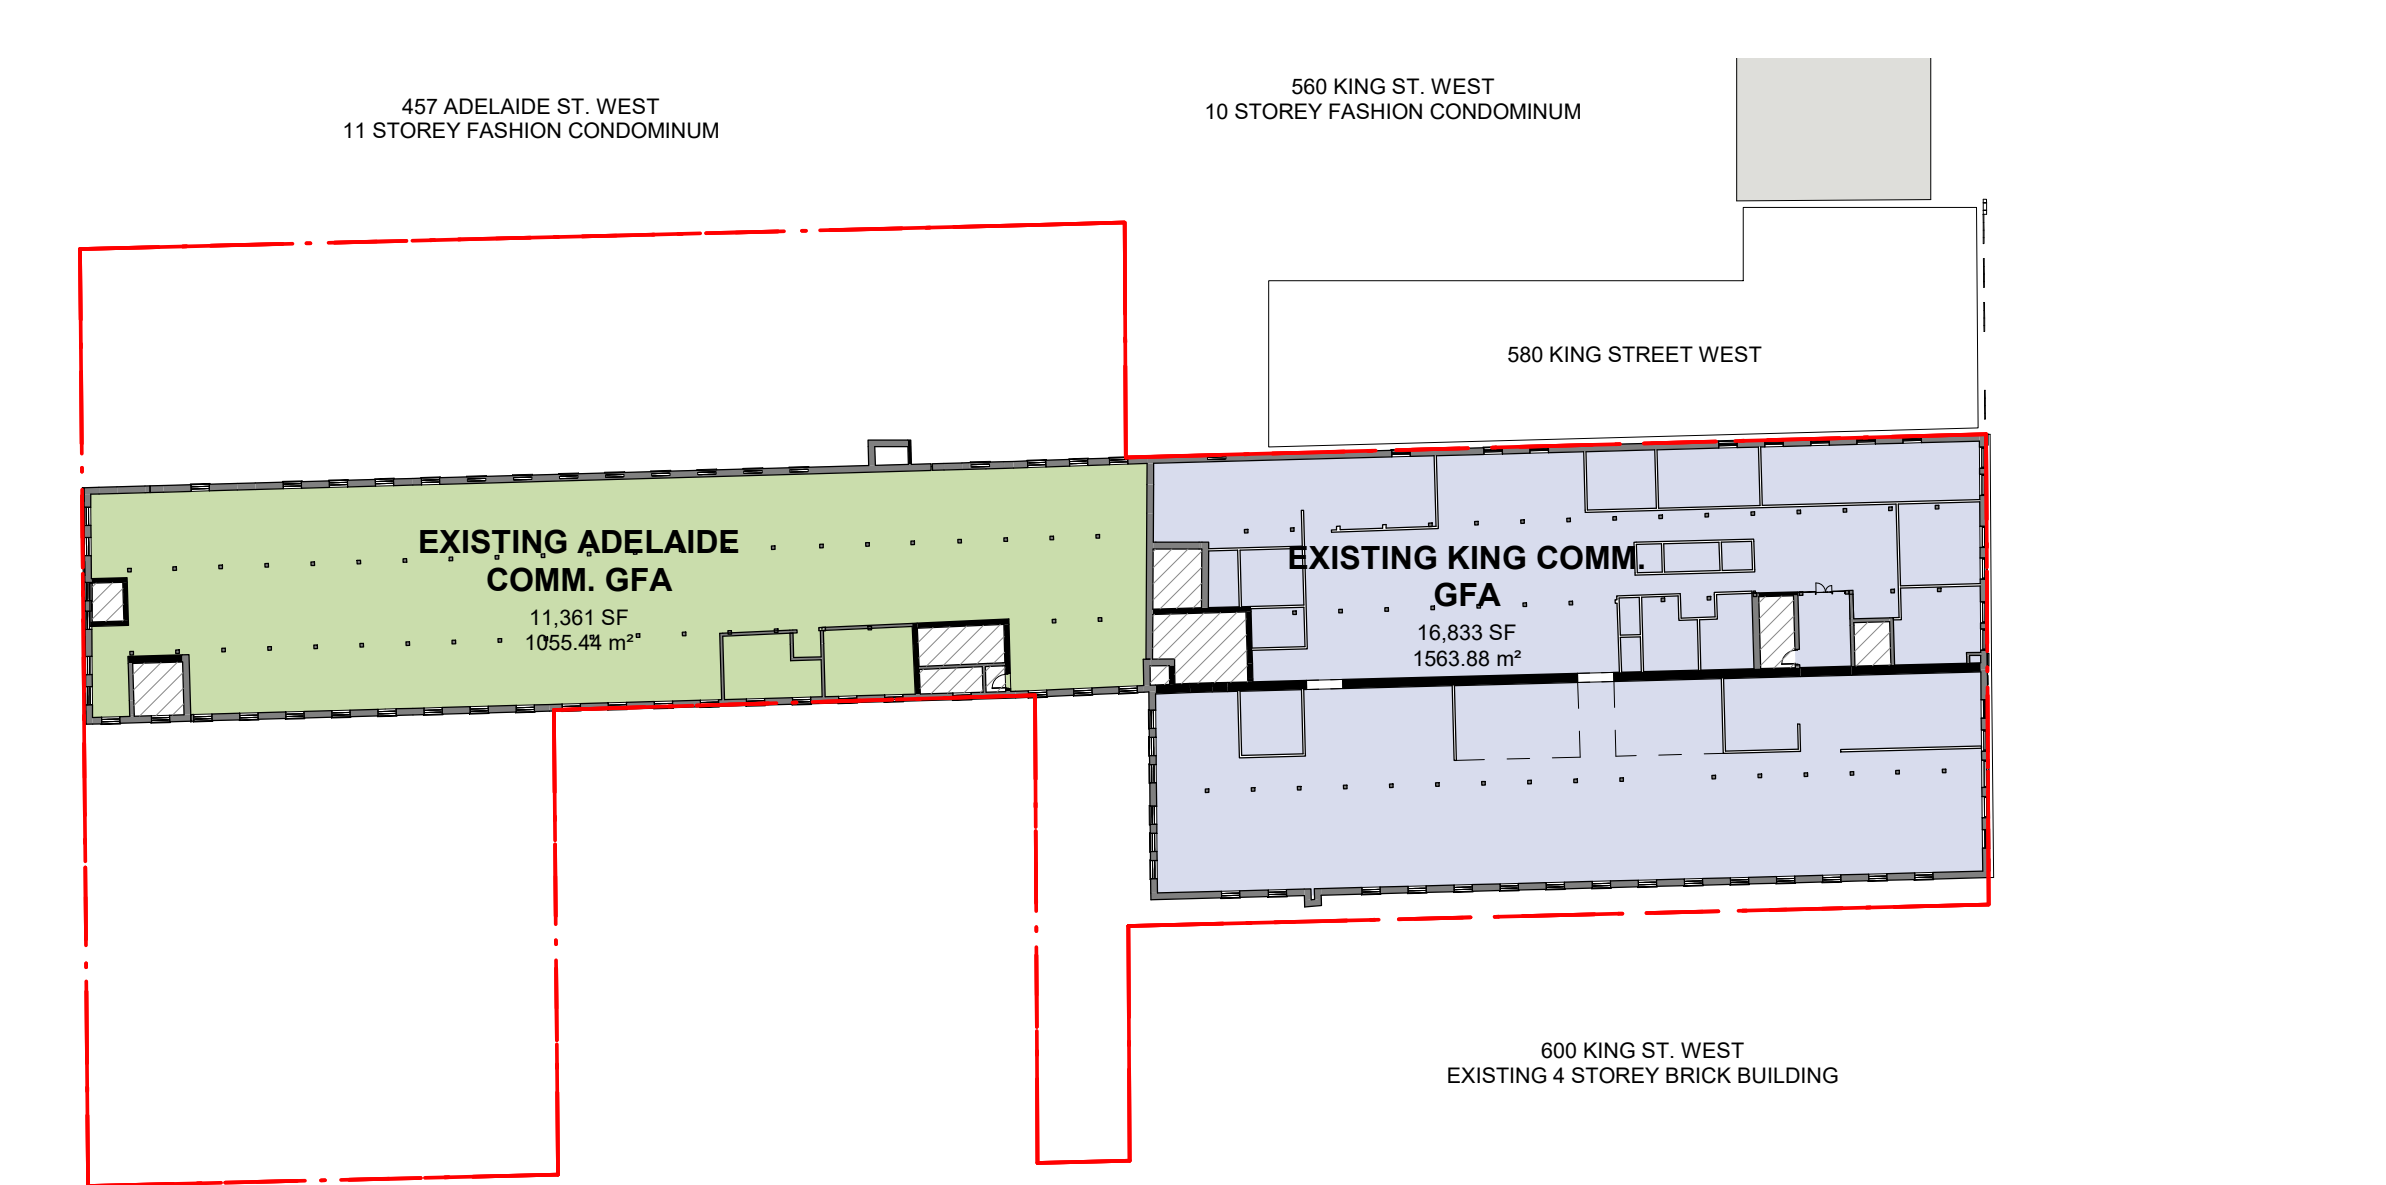 457 ADELAIDE ST. WEST
11 STOREY FASHION CONDOMINUM
560 KING ST. WEST
10 STOREY FASHION CONDOMINUM
580 KING STREET WEST
EXISTING ADELAIDE
COMM. GFA
11,361 SF
1055.44 m²
EXISTING KING COMM.
GFA
16,833 SF
1563.88 m²
600 KING ST. WEST
EXISTING 4 STOREY BRICK BUILDING